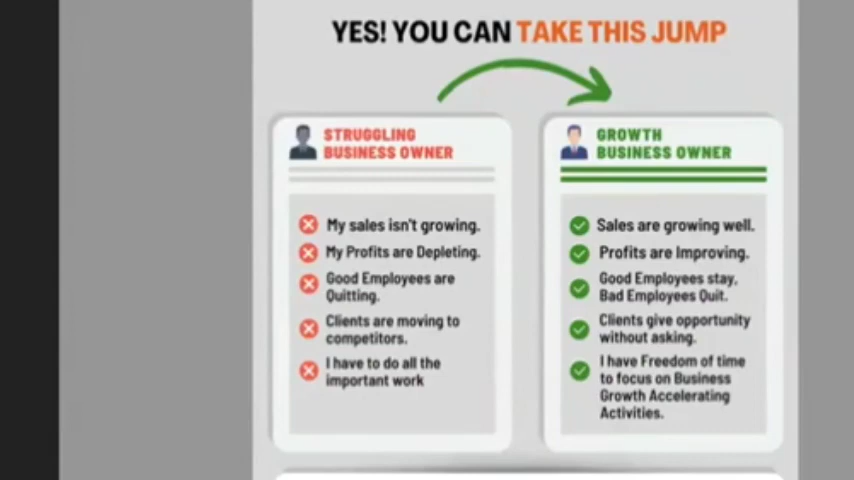 YES! YOU CAN TAKE THIS JUMP
STRUGGLING
BUSINESS OWNER
My sales isn't growing.
My Profits are Depleting.
Good Employees are
Quitting.
Clients are moving to
competitors.
I have to do all the
important work
GROWTH
BUSINESS OWNER
Sales are growing well.
Profits are Improving.
Good Employees stay,
Bad Employees Quit.
Clients give opportunity
without asking.
I have Freedom of time
to focus on Business
Growth Accelerating
Activities.